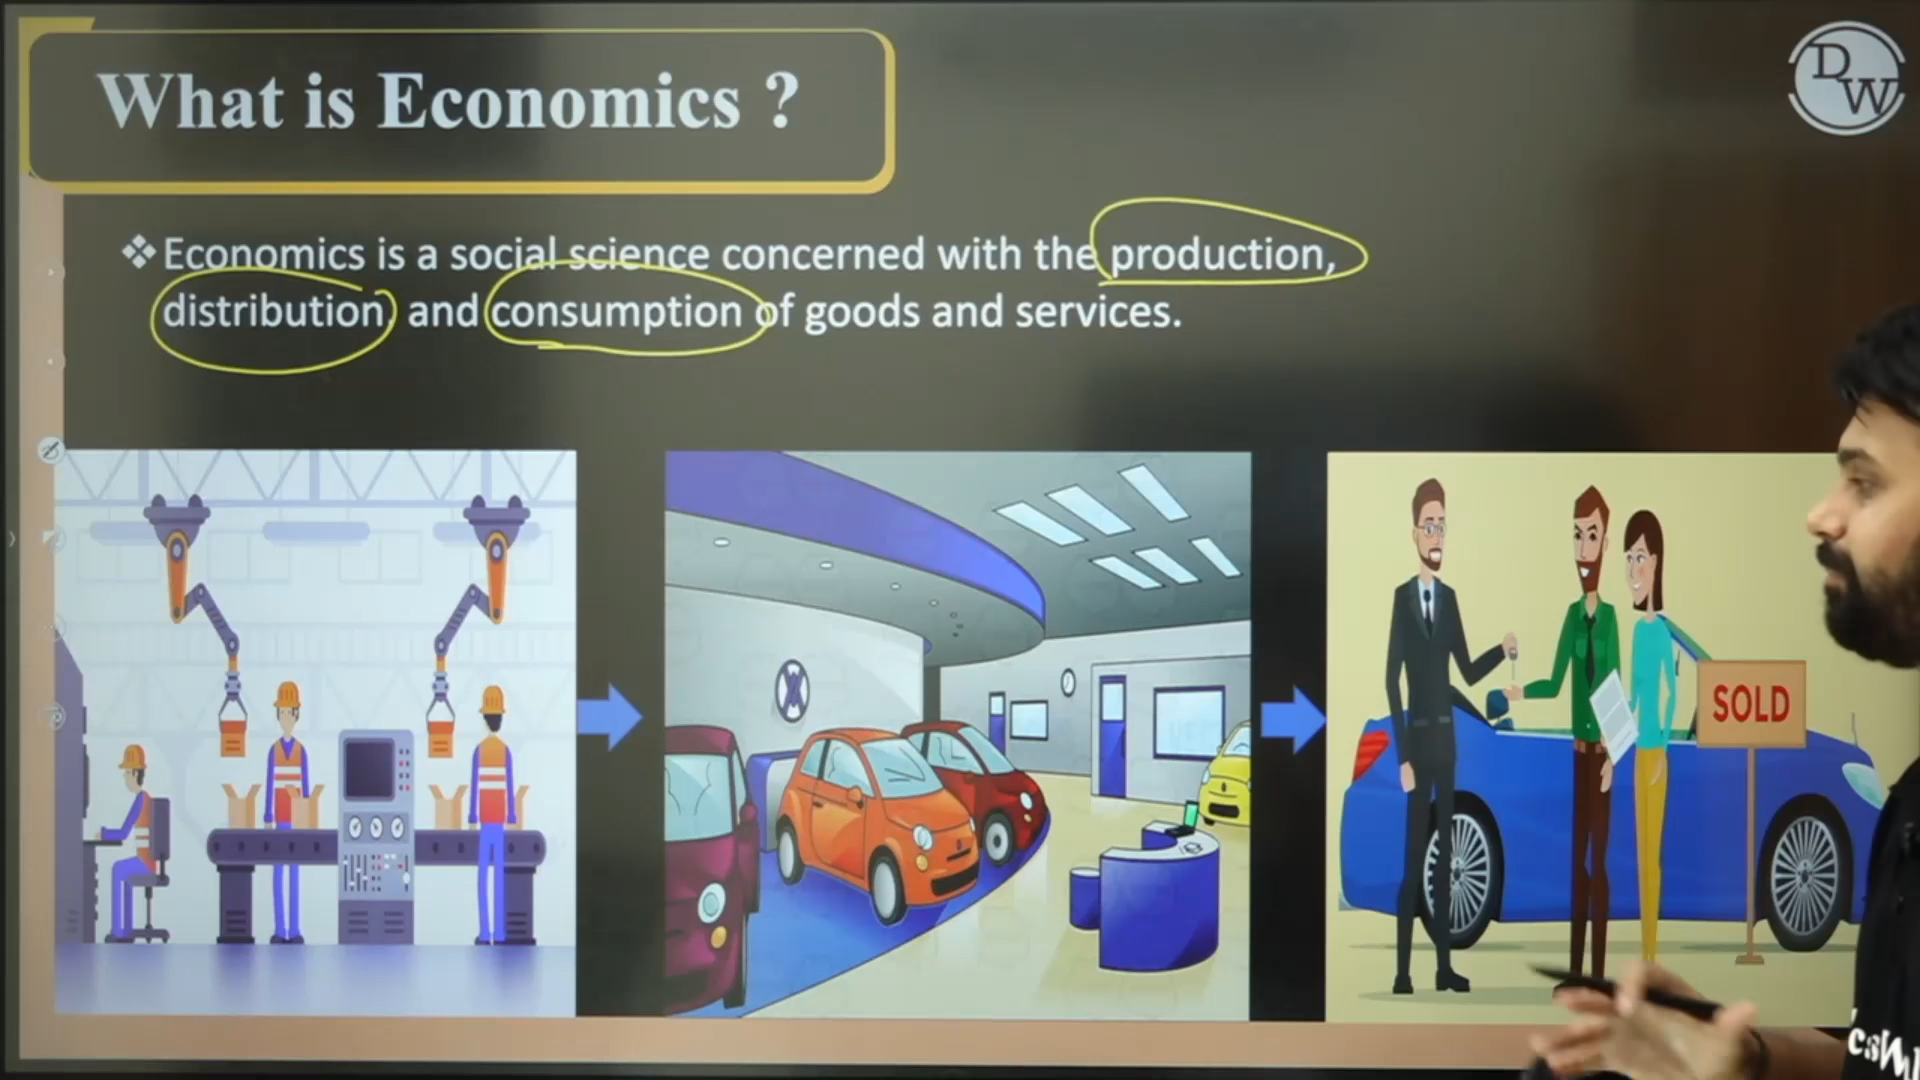 What is Economics ?
DW
❖Economics is a social science concerned with the production,
distribution, and consumption of goods and services.
SOLD